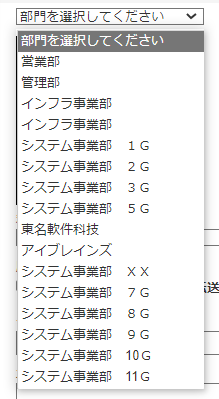 部門を選択してください
部門を選択してください
営業部
管理部
インフラ事業部
インフラ事業部
システム事業部　１Ｇ
システム事業部　２Ｇ
システム事業部　３Ｇ
システム事業部　５Ｇ
東名軟件科技
アイブレインズ
システム事業部　ＸＸ
システム事業部　７Ｇ
システム事業部　８Ｇ
システム事業部　９Ｇ
システム事業部　10Ｇ
システム事業部　11Ｇ
送